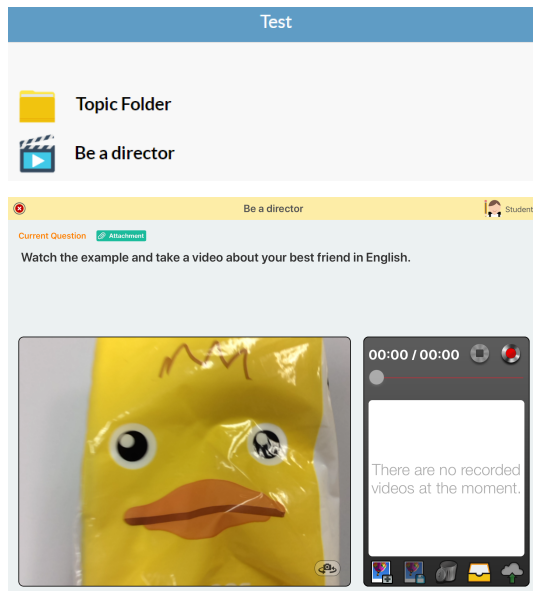 Test
Topic Folder
Be a director
Be a director
Student
Current Question
Attachment
Watch the example and take a video about your best friend in English.
00:00 / 00:00
There are no recorded
videos at the moment.